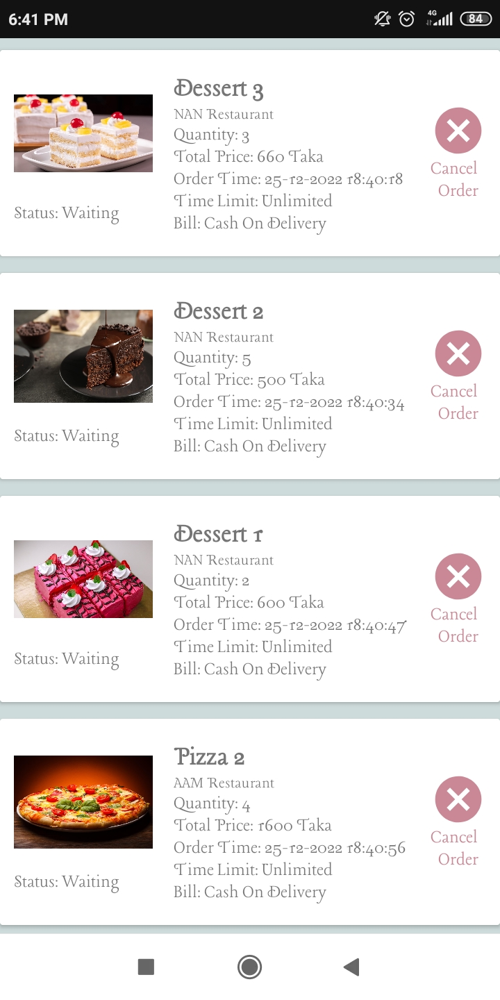 6:41 PM
4G
84
Dessert 3
NAN Restaurant
Quantity: 3
Total Price: 660 Taka
Order Time: 25-12-2022 18:40:18
Time Limit: Unlimited
Bill: Cash On Delivery
Status: Waiting
Cancel
Order
Dessert 2
NAN Restaurant
Quantity: 5
Total Price: 500 Taka
Order Time: 25-12-2022 18:40:34
Time Limit: Unlimited
Bill: Cash On Delivery
Status: Waiting
Cancel
Order
Dessert 1
NAN Restaurant
Quantity: 2
Total Price: 600 Taka
Order Time: 25-12-2022 18:40:47
Time Limit: Unlimited
Bill: Cash On Delivery
Status: Waiting
Cancel
Order
Pizza 2
AAM Restaurant
Quantity: 4
Total Price: 1600 Taka
Order Time: 25-12-2022 18:40:56
Time Limit: Unlimited
Bill: Cash On Delivery
Status: Waiting
Cancel
Order